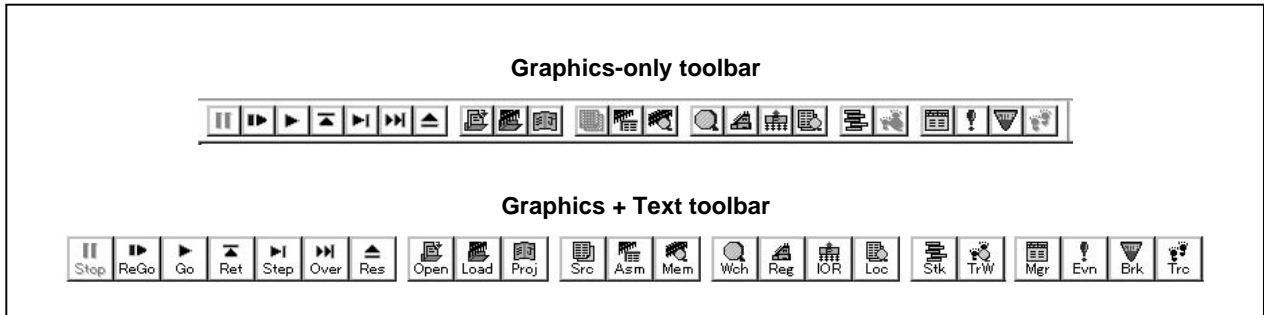 Graphics-only toolbar
STOP
Graphics + Text toolbar
Stop ReGo Go Ret Step Over Res Open Load Proj Src Asm Mem Wch Reg IOR Loc Stk TrW Mgr Evn Brk Trc